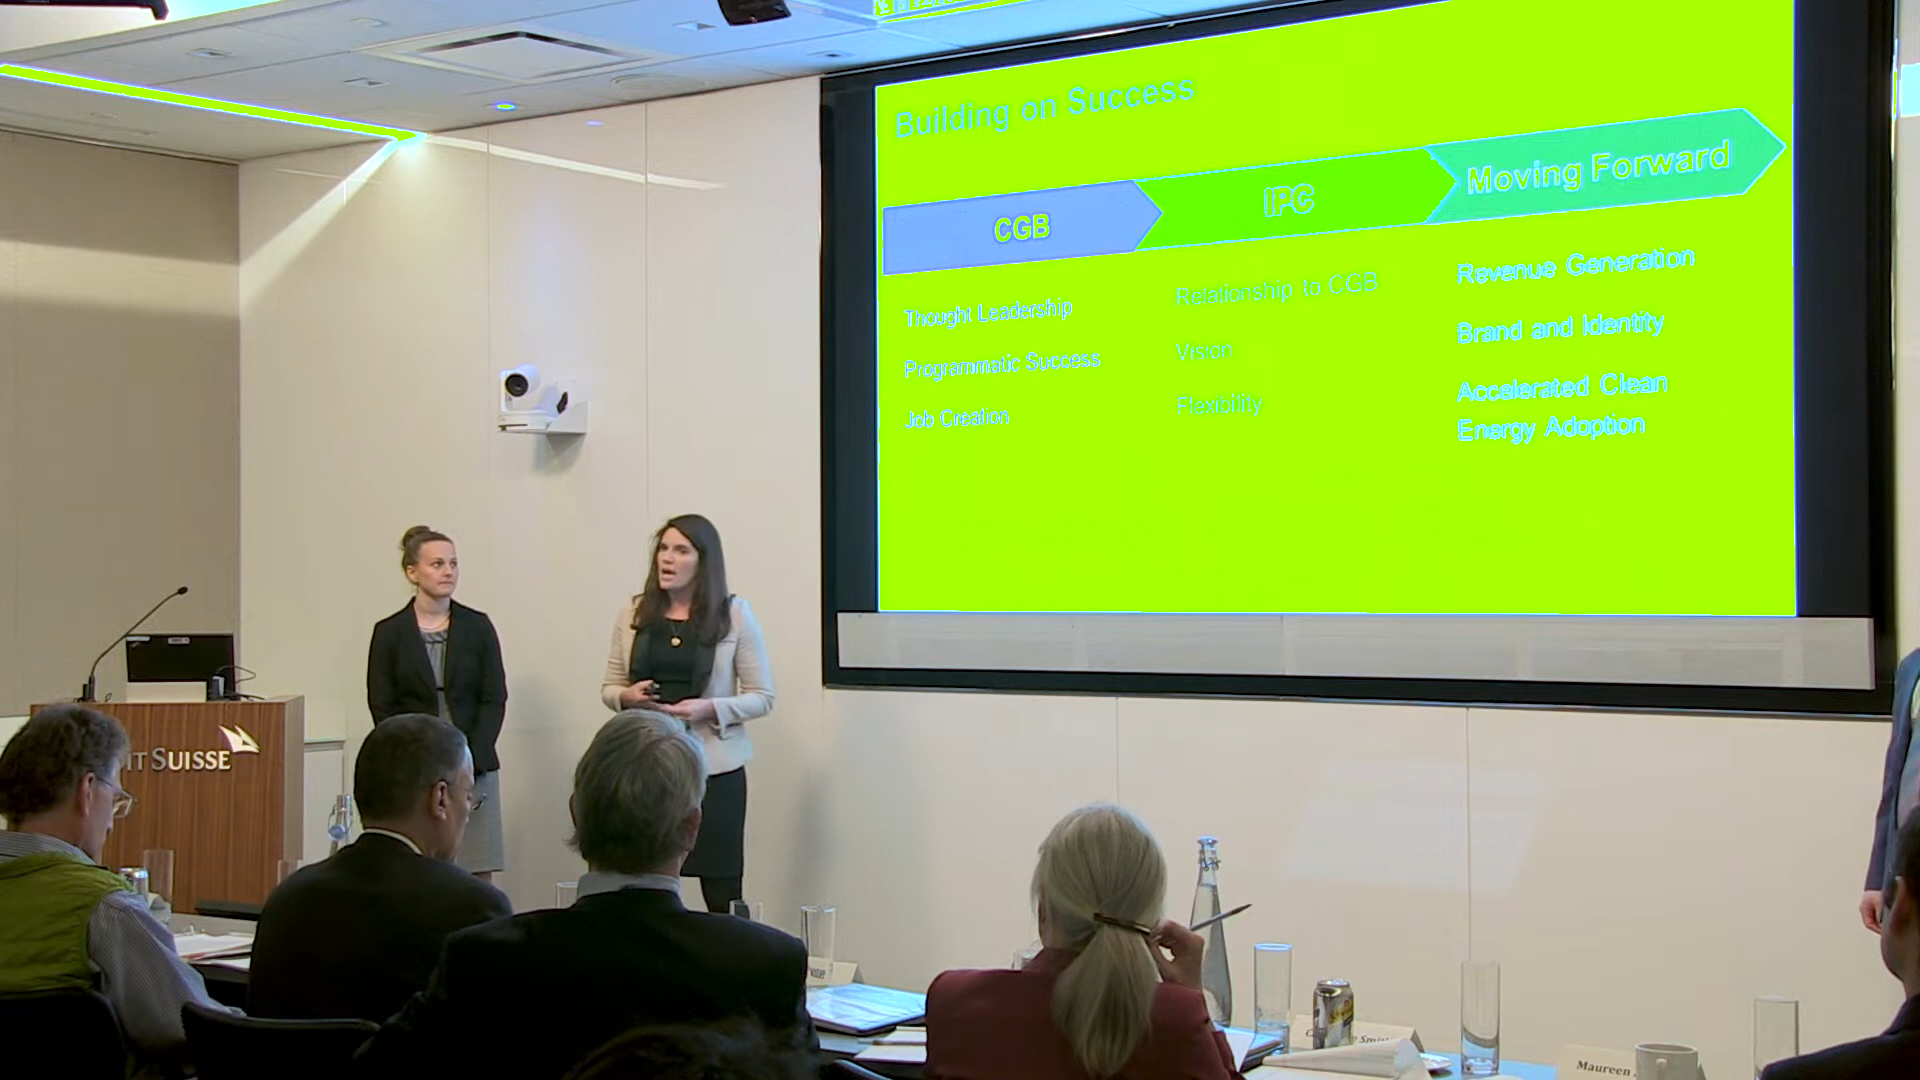 Building on Success
CGB
IPC
Moving Forward
Thought Leadership
Programmatic Success
Job Creation
Relationship to CGB
Vision
Flexibility
Revenue Generation
Brand and Identity
Accelerated Clean
Energy Adoption
IT SUISSE
Maureen